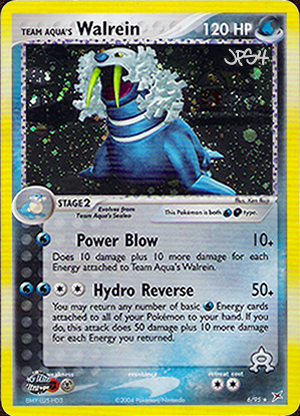 TEAM AQUA'S Walrein 120 HP
JPSH
Illus. Ken Sugi
STAGE 2
Evolves from
Team Aqua's Sealeo
This Pokémon is both type.
Power Blow 10+
Does 10 damage plus 10 more damage for each
Energy attached to Team Aqua's Walrein.
Hydro Reverse 50+
You may return any number of basic Energy cards
attached to all of your Pokémon to your hand. If you
do, this attack does 50 damage plus 10 more damage
for each Energy you returned.
weakness
resistance
retreat cost
©2004 Pokémon/Nintendo
6/95 ★